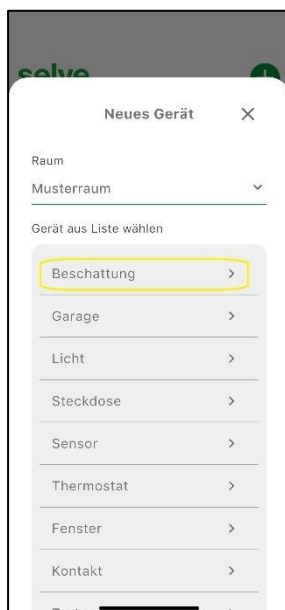 selve
Neues Gerät
Raum
Musterraum
Gerät aus Liste wählen
Beschattung
Garage
Licht
Steckdose
Sensor
Thermostat
Fenster
Kontakt